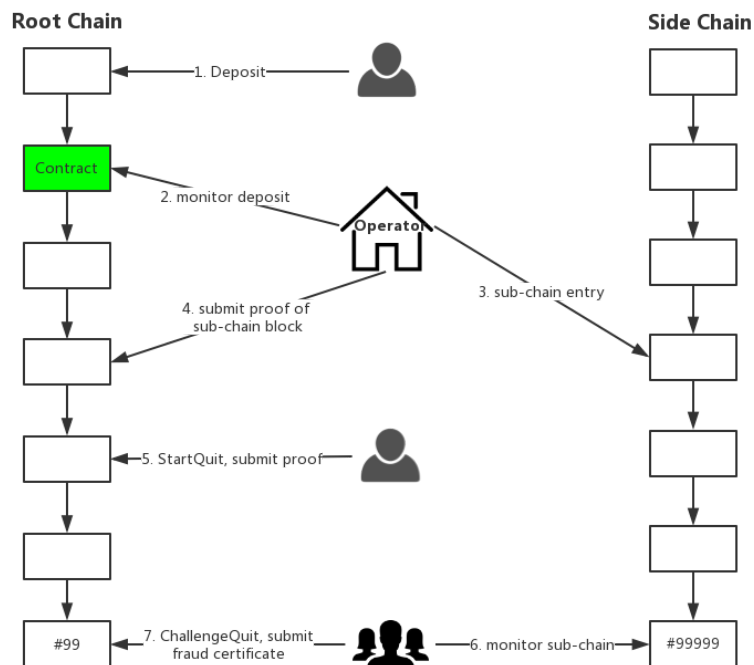 Root Chain
Side Chain
1. Deposit
Contract
2. monitor deposit
Operator
3. sub-chain entry
4. submit proof of
sub-chain block
5. StartQuit, submit proof
#99
7. ChallengeQuit, submit
fraud certificate
6. monitor sub-chain
#99999